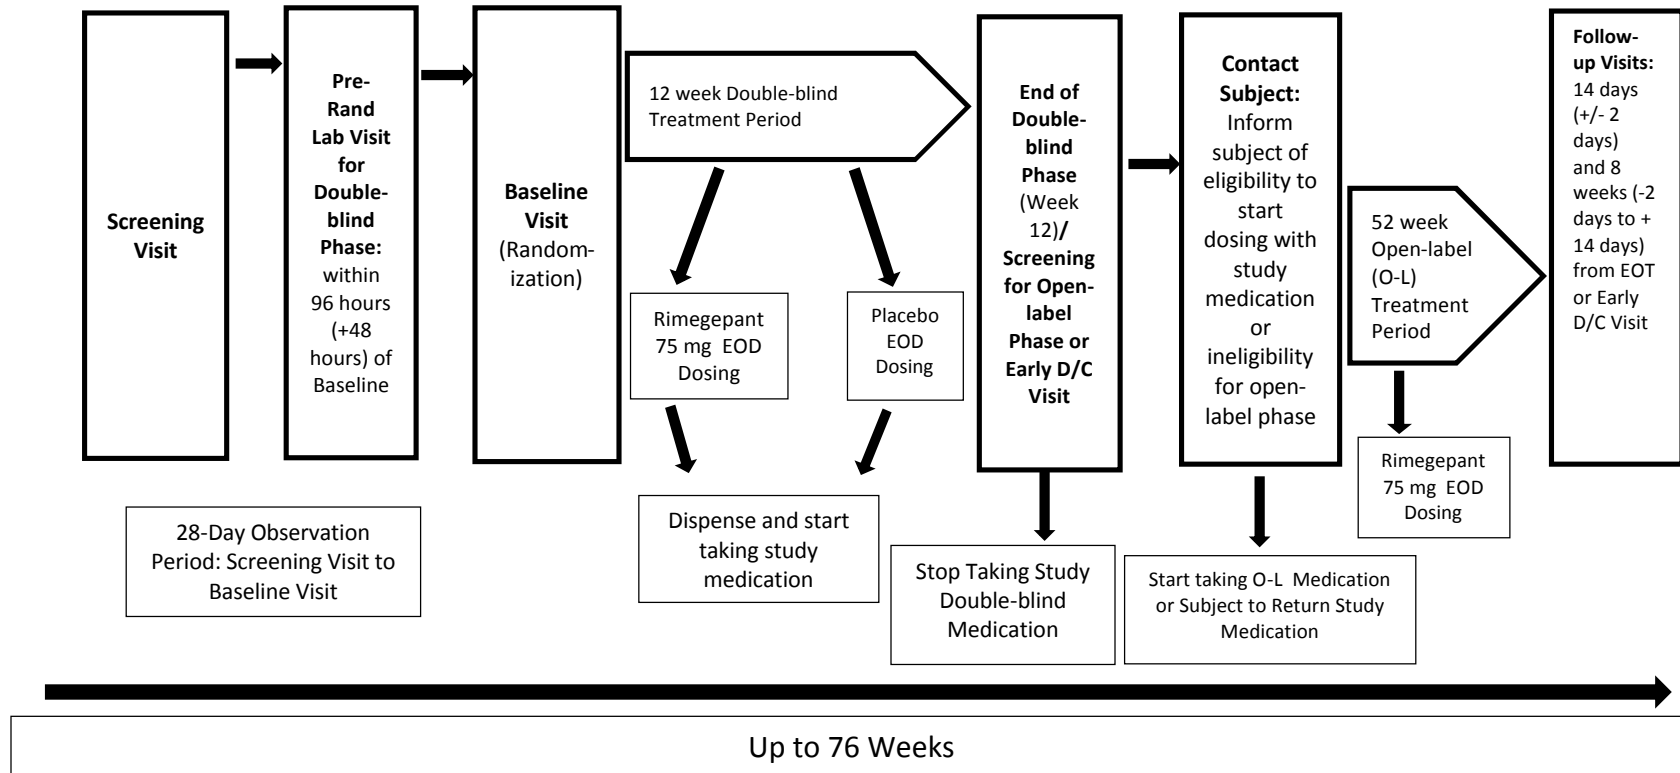 Screening
Visit
Pre-
Rand
Lab Visit
for
Double-
blind
Phase:
within
96 hours
(+48
hours) of
Baseline
Baseline
Visit
(Random-
ization)
12 week Double-blind
Treatment Period
Rimegepant
75 mg  EOD
Dosing
Placebo
EOD
Dosing
Dispense and start
taking study
medication
End of
Double-
blind
Phase
(Week
12)/
Screening
for Open-
label
Phase or
Early D/C
Visit
Stop Taking Study
Double-blind
Medication
Contact
Subject:
Inform
subject of
eligibility to
start
dosing with
study
medication
or
ineligibility
for open-
label phase
Start taking O-L  Medication
or Subject to Return Study
Medication
52 week
Open-label
(O-L)
Treatment
Period
Rimegepant
75 mg  EOD
Dosing
Follow-
up Visits:
14 days
(+/- 2
days)
and 8
weeks (-2
days to +
14 days)
from EOT
or Early
D/C Visit
28-Day Observation
Period: Screening Visit to
Baseline Visit
Up to 76 Weeks